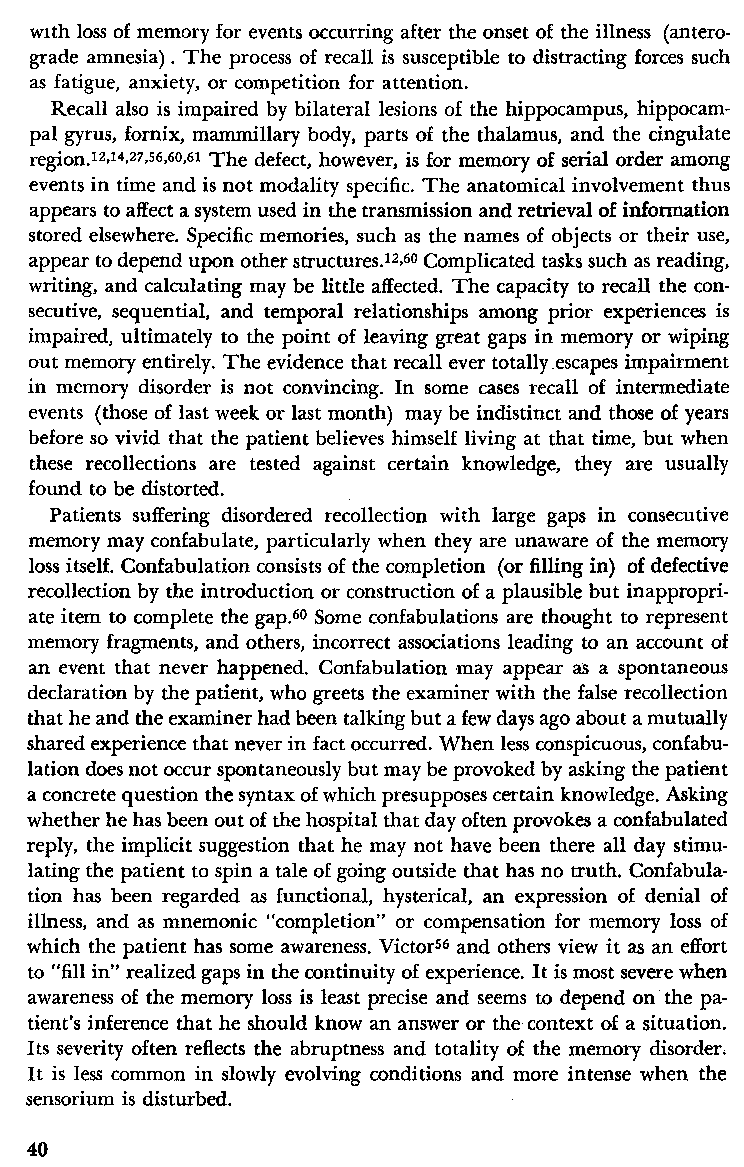 with loss of memory for events occurring after the onset of the illness (antero-
grade amnesia). The process of recall is susceptible to distracting forces such
as fatigue, anxiety, or competition for attention.
Recall also is impaired by bilateral lesions of the hippocampus, hippocam-
pal gyrus, fornix, mammillary body, parts of the thalamus, and the cingulate
region.12,14,27,56,60,61 The defect, however, is for memory of serial order among
events in time and is not modality specific. The anatomical involvement thus
appears to affect a system used in the transmission and retrieval of information
stored elsewhere. Specific memories, such as the names of objects or their use,
appear to depend upon other structures.12,60 Complicated tasks such as reading,
writing, and calculating may be little affected. The capacity to recall the con-
secutive, sequential, and temporal relationships among prior experiences is
impaired, ultimately to the point of leaving great gaps in memory or wiping
out memory entirely. The evidence that recall ever totally escapes impairment
in memory disorder is not convincing. In some cases recall of intermediate
events (those of last week or last month) may be indistinct and those of years
before so vivid that the patient believes himself living at that time, but when
these recollections are tested against certain knowledge, they are usually
found to be distorted.
Patients suffering disordered recollection with large gaps in consecutive
memory may confabulate, particularly when they are unaware of the memory
loss itself. Confabulation consists of the completion (or filling in) of defective
recollection by the introduction or construction of a plausible but inappropri-
ate item to complete the gap.60 Some confabulations are thought to represent
memory fragments, and others, incorrect associations leading to an account of
an event that never happened. Confabulation may appear as a spontaneous
declaration by the patient, who greets the examiner with the false recollection
that he and the examiner had been talking but a few days ago about a mutually
shared experience that never in fact occurred. When less conspicuous, confabu-
lation does not occur spontaneously but may be provoked by asking the patient
a concrete question the syntax of which presupposes certain knowledge. Asking
whether he has been out of the hospital that day often provokes a confabulated
reply, the implicit suggestion that he may not have been there all day stimu-
lating the patient to spin a tale of going outside that has no truth. Confabula-
tion has been regarded as functional, hysterical, an expression of denial of
illness, and as mnemonic "completion" or compensation for memory loss of
which the patient has some awareness. Victor56 and others view it as an effort
to "fill in" realized gaps in the continuity of experience. It is most severe when
awareness of the memory loss is least precise and seems to depend on the pa-
tient's inference that he should know an answer or the context of a situation.
Its severity often reflects the abruptness and totality of the memory disorder.
It is less common in slowly evolving conditions and more intense when the
sensorium is disturbed.
40